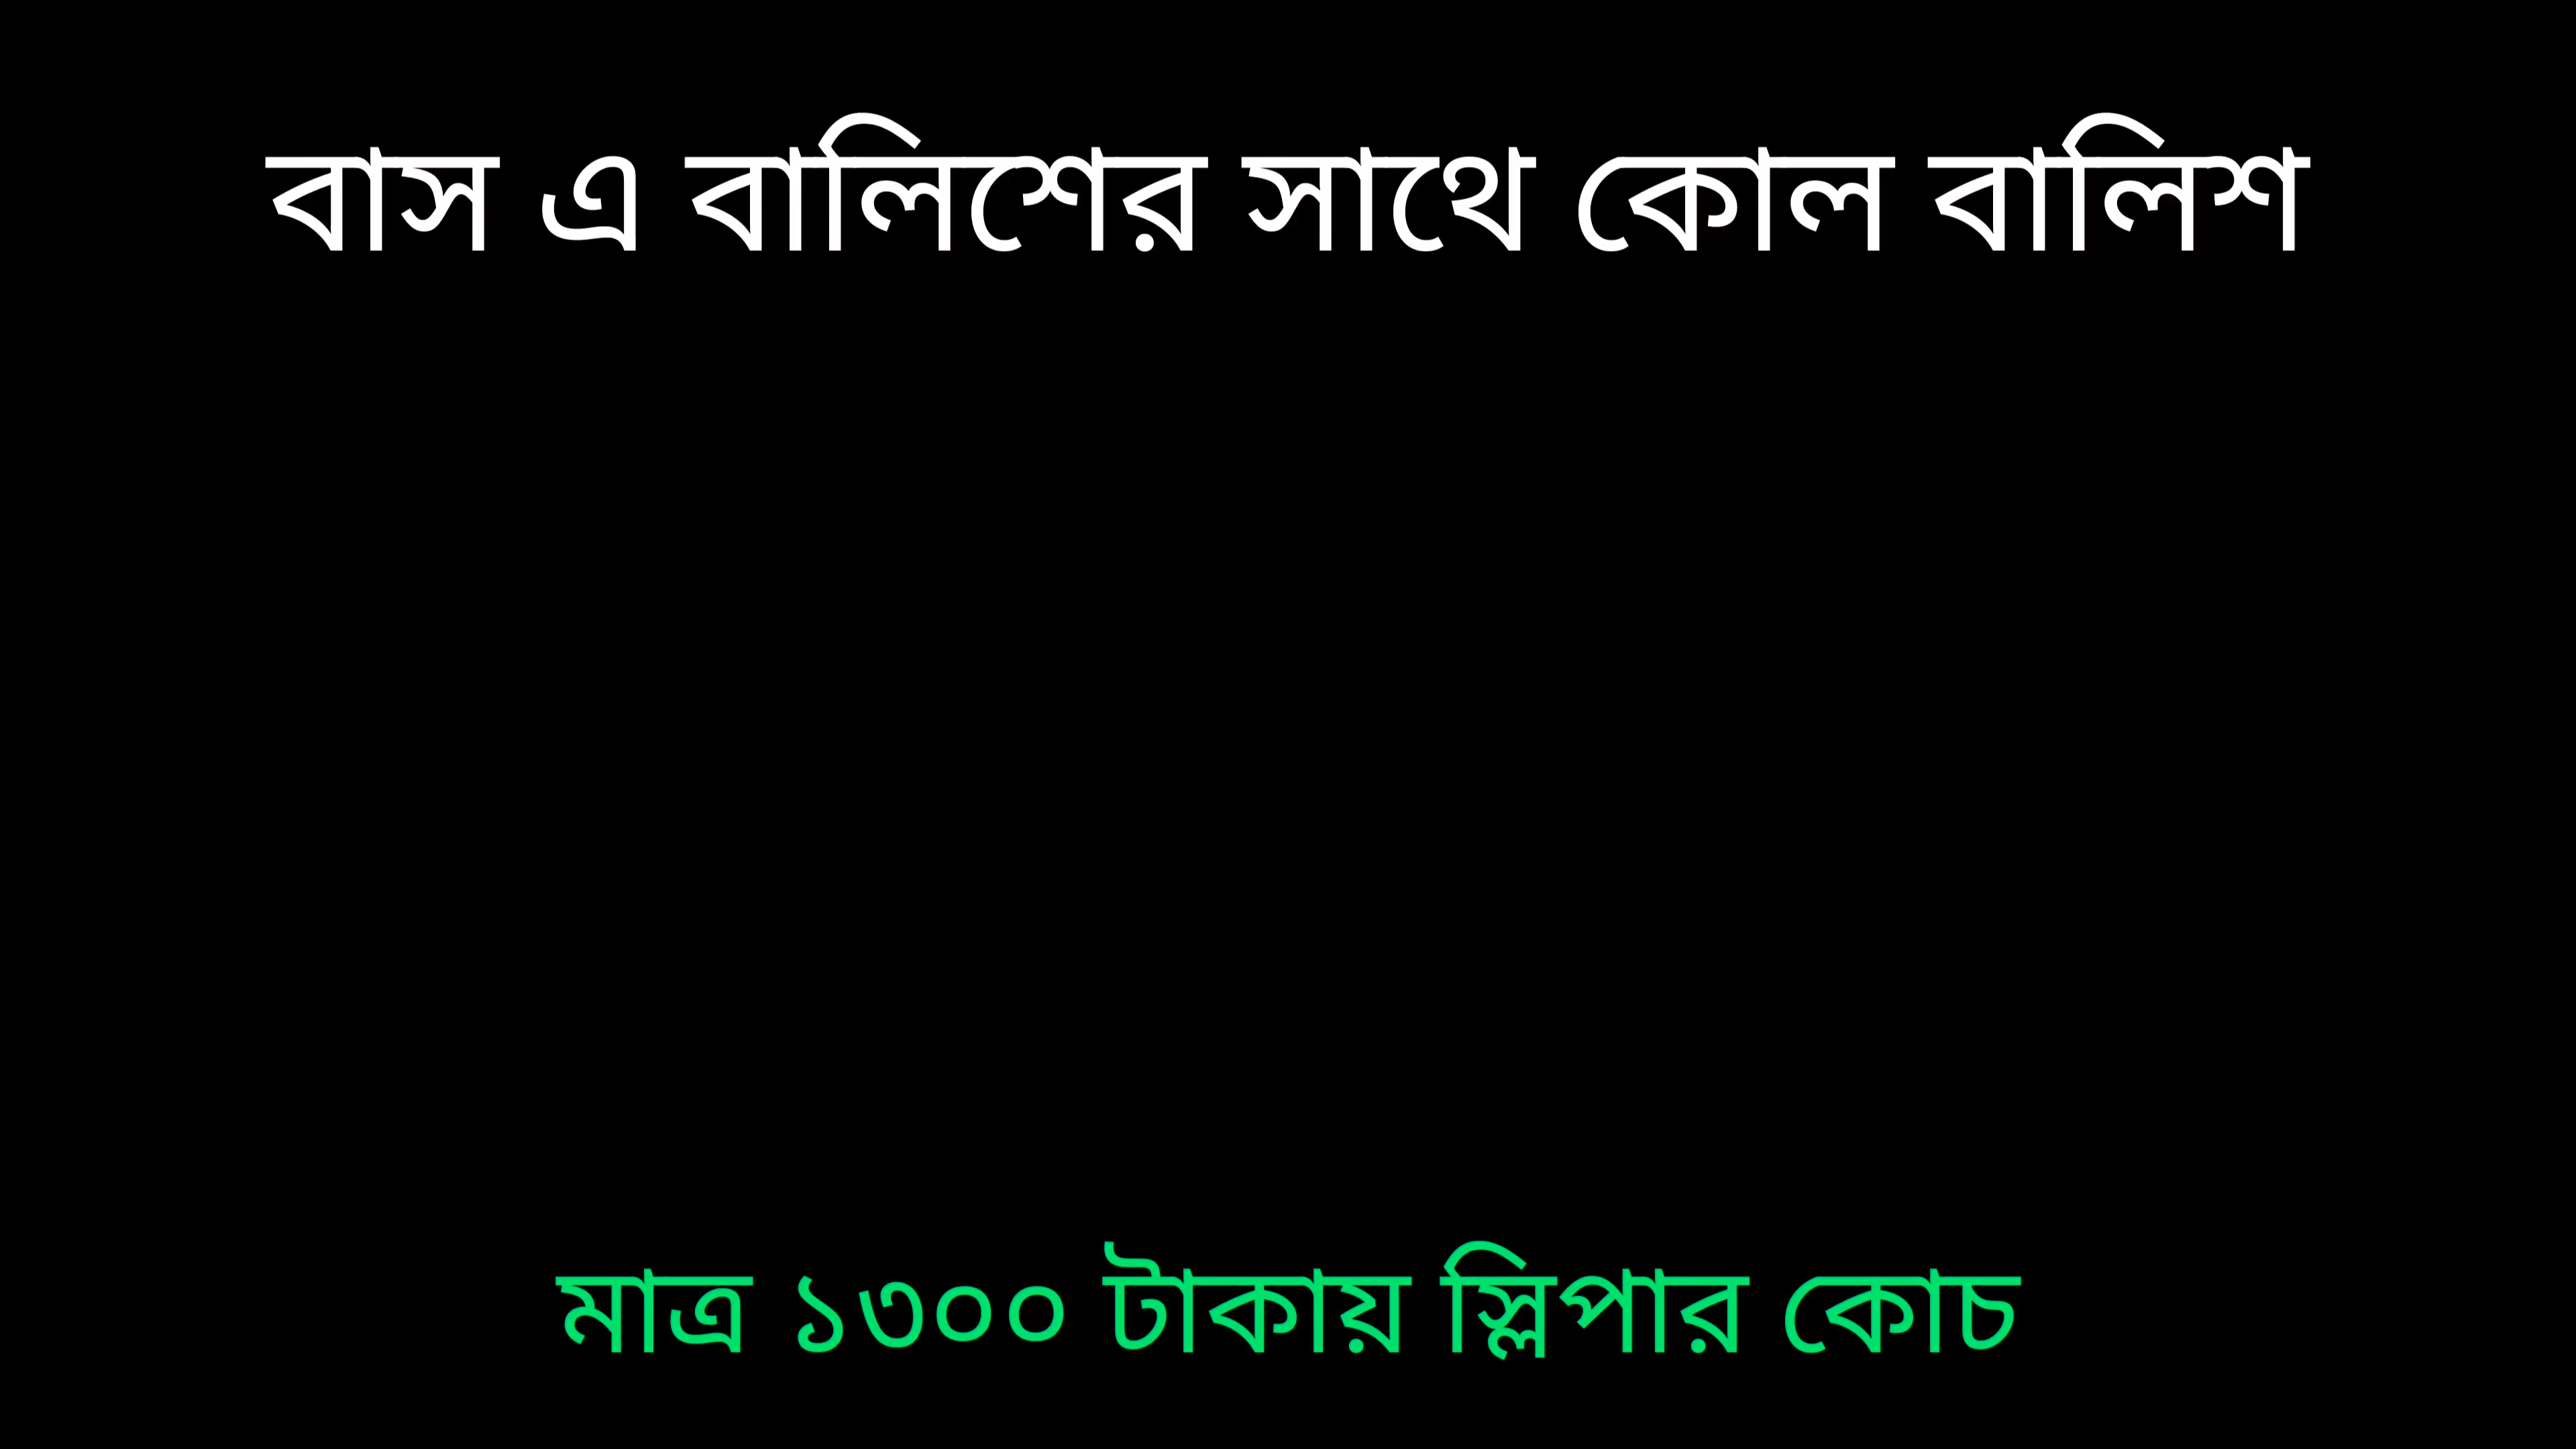 বাস এ বালিশের সাথে কোল বালিশ
মাত্র ১৩০০ টাকায় স্লিপার কোচ